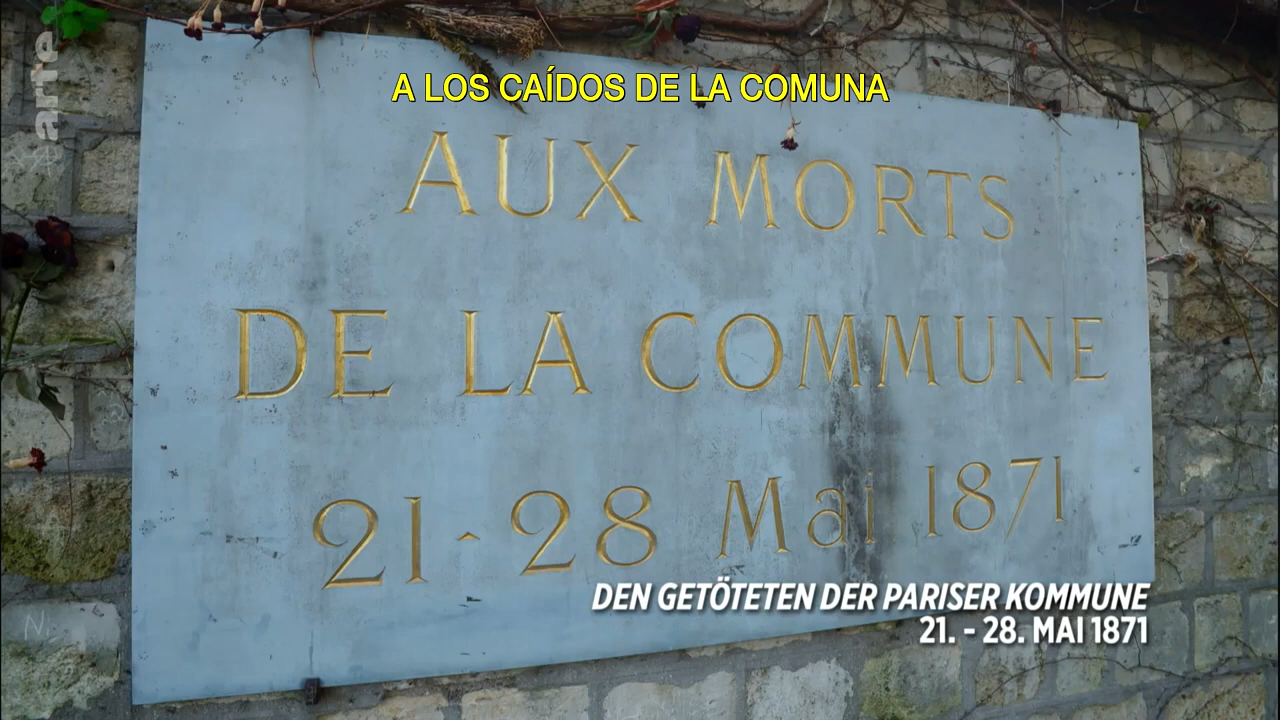 arte
A LOS CAÍDOS DE LA COMUNA
AUX MORTS
DE LA COMMUNE
21-28 Mai 1871
DEN GETÖTETEN DER PARISER KOMMUNE
21. - 28. MAI 1871